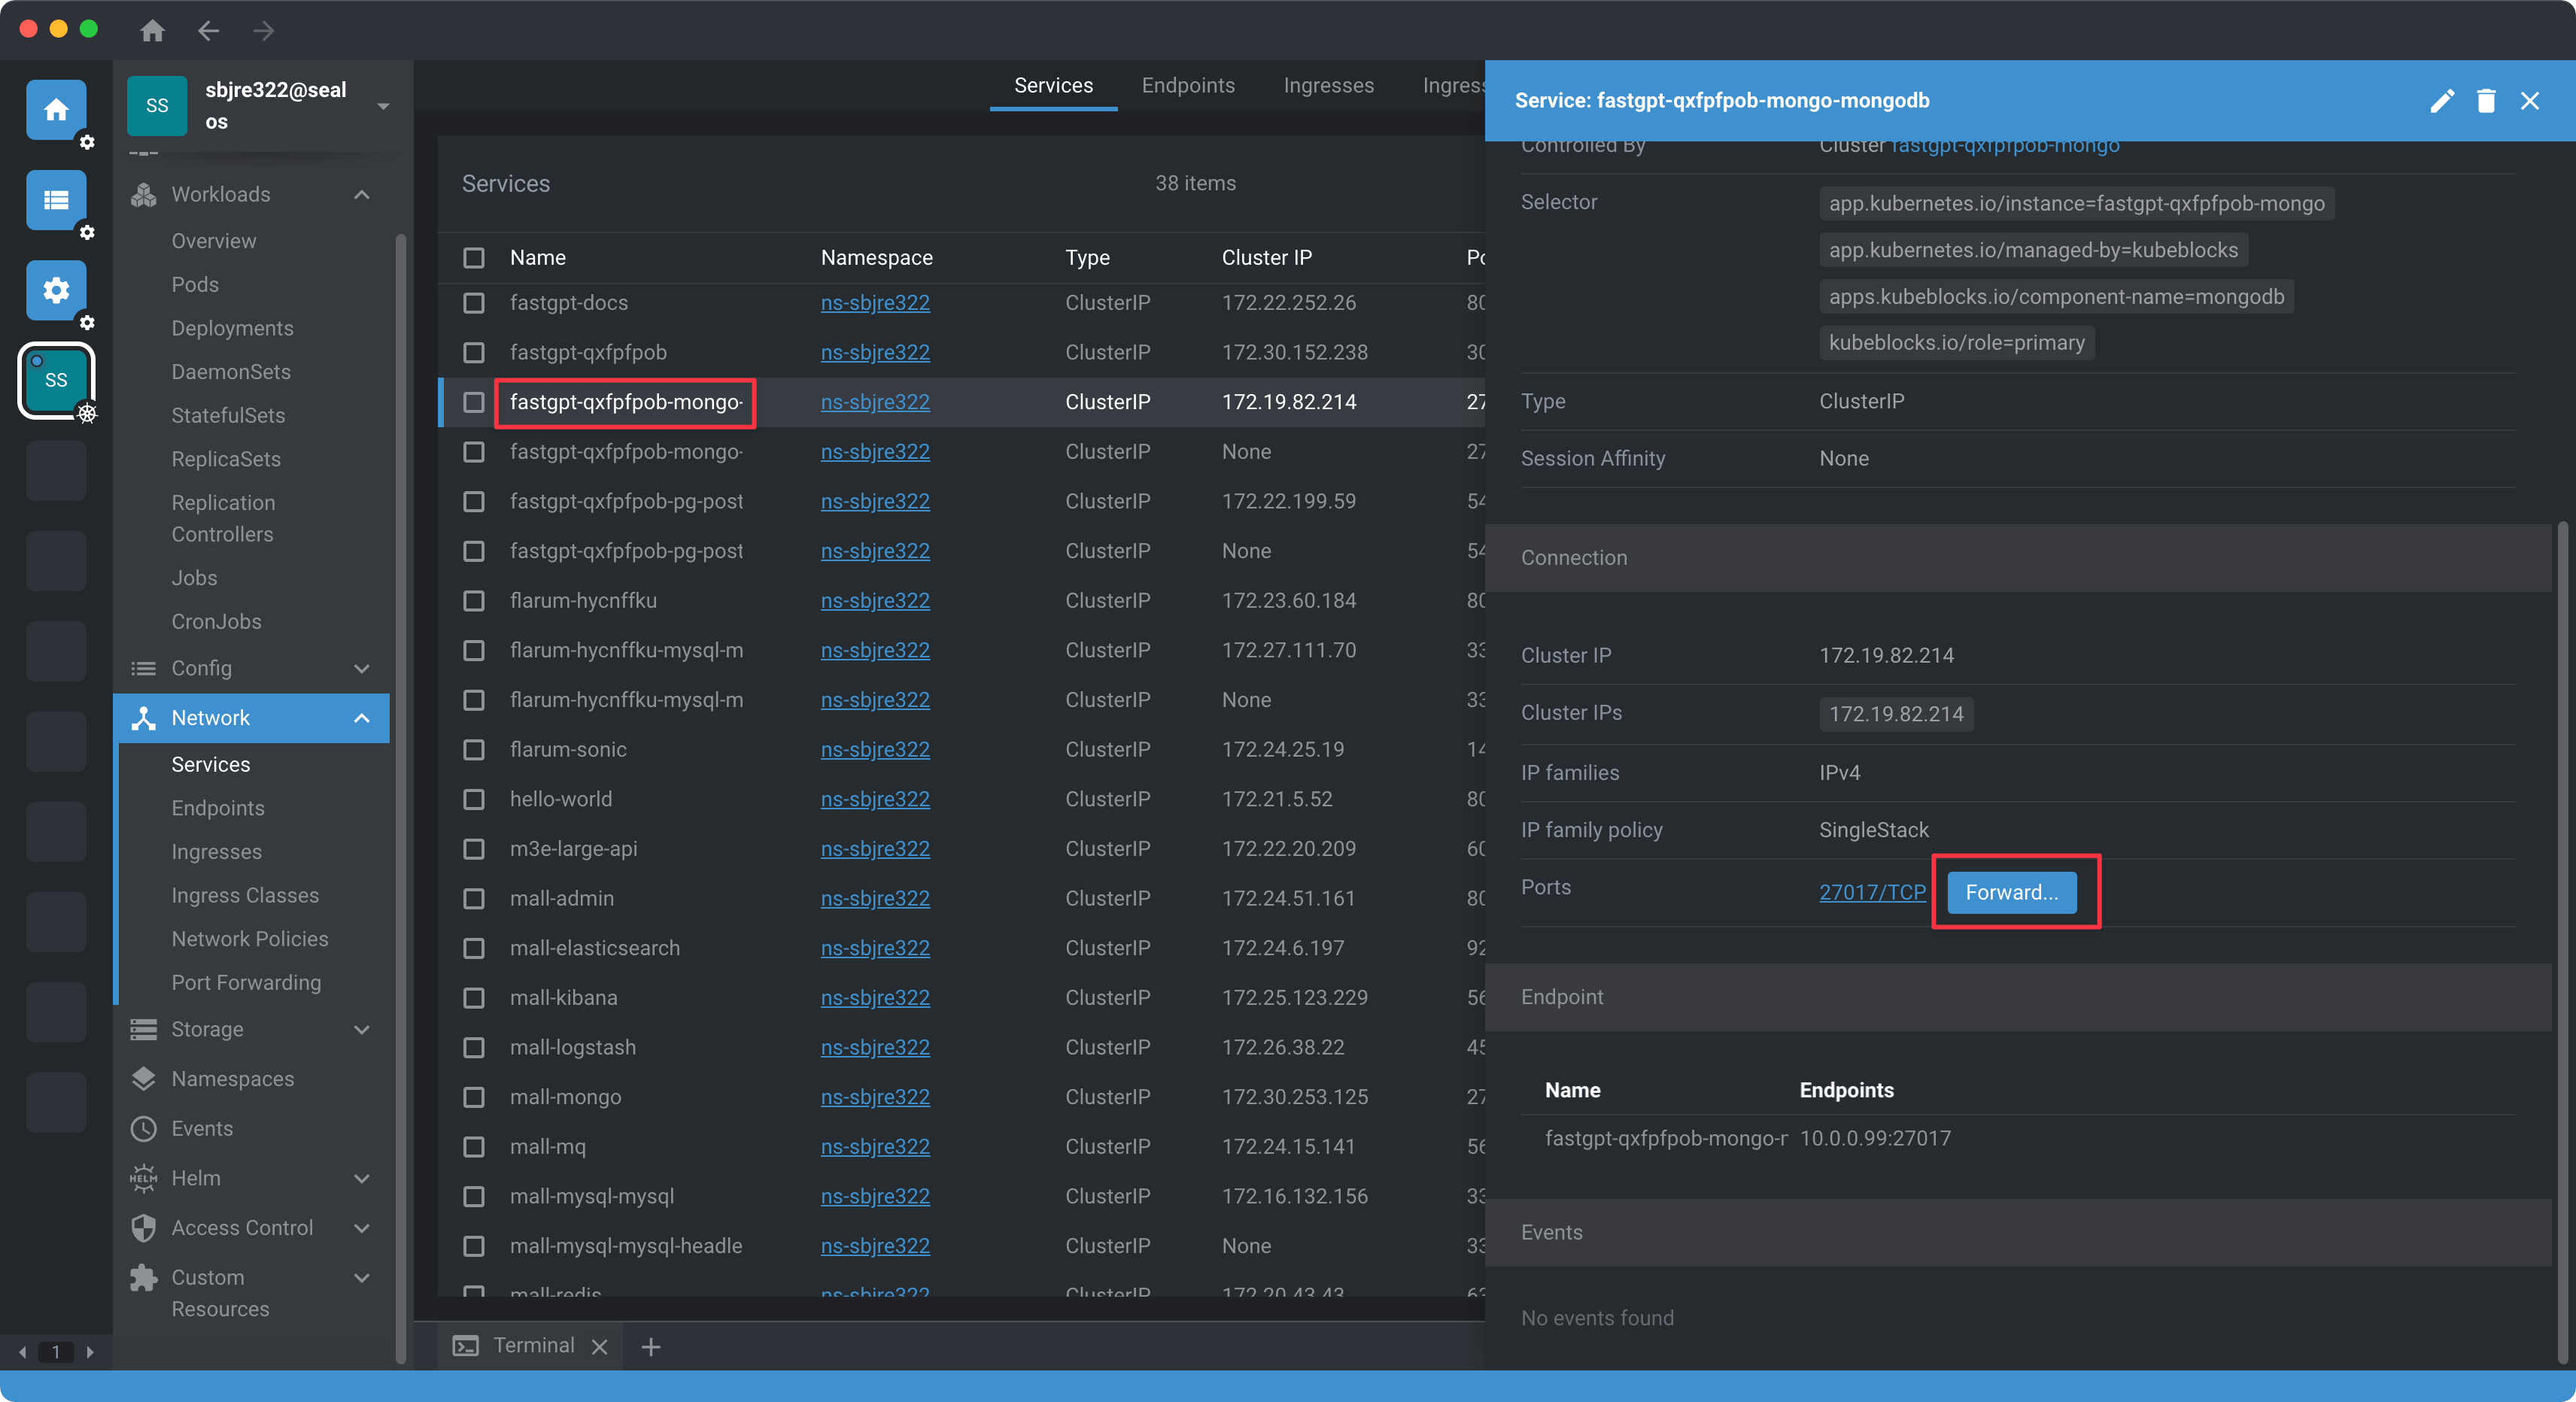 sbjre322@seal
os
SS
SS
Workloads
Overview
Pods
Deployments
DaemonSets
StatefulSets
ReplicaSets
Replication
Controllers
Jobs
CronJobs
Config
Network
Services
Endpoints
Ingresses
Ingress Classes
Network Policies
Port Forwarding
Storage
Namespaces
Events
HELM Helm
Access Control
Custom
Resources
1
Services Endpoints Ingresses Ingress
Services 38 items
Name Namespace Type Cluster IP Po
fastgpt-docs ns-sbjre322 ClusterIP 172.22.252.26 80
fastgpt-qxfpfpob ns-sbjre322 ClusterIP 172.30.152.238 30
fastgpt-qxfpfpob-mongo- ns-sbjre322 ClusterIP 172.19.82.214 27
fastgpt-qxfpfpob-mongo- ns-sbjre322 ClusterIP None 27
fastgpt-qxfpfpob-pg-post ns-sbjre322 ClusterIP 172.22.199.59 54
fastgpt-qxfpfpob-pg-post ns-sbjre322 ClusterIP None 54
flarum-hycnffku ns-sbjre322 ClusterIP 172.23.60.184 80
flarum-hycnffku-mysql-m ns-sbjre322 ClusterIP 172.27.111.70 33
flarum-hycnffku-mysql-m ns-sbjre322 ClusterIP None 33
flarum-sonic ns-sbjre322 ClusterIP 172.24.25.19 14
hello-world ns-sbjre322 ClusterIP 172.21.5.52 80
m3e-large-api ns-sbjre322 ClusterIP 172.22.20.209 60
mall-admin ns-sbjre322 ClusterIP 172.24.51.161 80
mall-elasticsearch ns-sbjre322 ClusterIP 172.24.6.197 92
mall-kibana ns-sbjre322 ClusterIP 172.25.123.229 56
mall-logstash ns-sbjre322 ClusterIP 172.26.38.22 45
mall-mongo ns-sbjre322 ClusterIP 172.30.253.125 27
mall-mq ns-sbjre322 ClusterIP 172.24.15.141 56
mall-mysql-mysql ns-sbjre322 ClusterIP 172.16.132.156 33
mall-mysql-mysql-headle ns-sbjre322 ClusterIP None 33
mall-redis ns-sbjre322 ClusterIP 172.20.43.43 63
Terminal
Service: fastgpt-qxfpfpob-mongo-mongodb
Controlled By Cluster fastgpt-qxfpfpob-mongo
Selector app.kubernetes.io/instance=fastgpt-qxfpfpob-mongo
app.kubernetes.io/managed-by=kubeblocks
apps.kubeblocks.io/component-name=mongodb
kubeblocks.io/role=primary
Type ClusterIP
Session Affinity None
Connection
Cluster IP 172.19.82.214
Cluster IPs 172.19.82.214
IP families IPv4
IP family policy SingleStack
Ports 27017/TCP Forward...
Endpoint
Name Endpoints
fastgpt-qxfpfpob-mongo-r 10.0.0.99:27017
Events
No events found